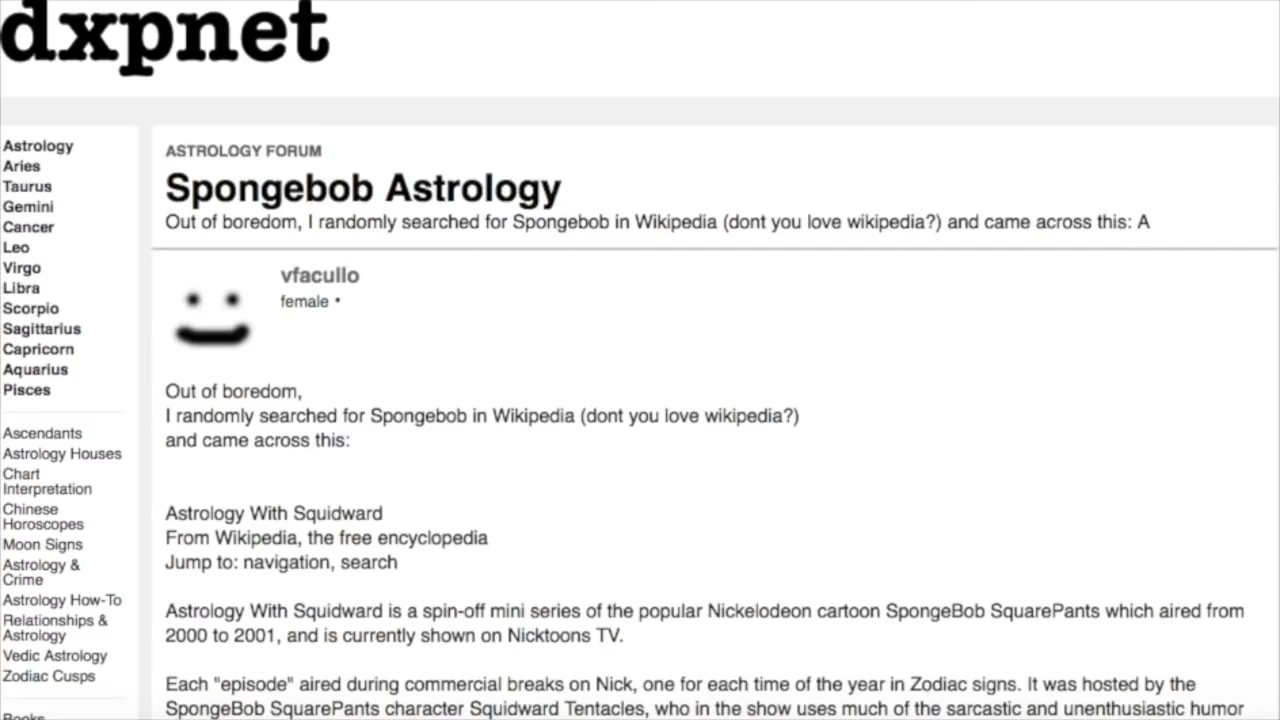 dxpnet
Astrology
Aries
Taurus
Gemini
Cancer
Leo
Virgo
Libra
Scorpio
Sagittarius
Capricorn
Aquarius
Pisces
Ascendants
Astrology Houses
Chart
Interpretation
Chinese
Horoscopes
Moon Signs
Astrology &
Crime
Astrology How-To
Relationships &
Astrology
Vedic Astrology
Zodiac Cusps
Books
ASTROLOGY FORUM
Spongebob Astrology
Out of boredom, I randomly searched for Spongebob in Wikipedia (dont you love wikipedia?) and came across this: A
vfacullo
female •
Out of boredom,
I randomly searched for Spongebob in Wikipedia (dont you love wikipedia?)
and came across this:
Astrology With Squidward
From Wikipedia, the free encyclopedia
Jump to: navigation, search
Astrology With Squidward is a spin-off mini series of the popular Nickelodeon cartoon SpongeBob SquarePants which aired from
2000 to 2001, and is currently shown on Nicktoons TV.
Each "episode" aired during commercial breaks on Nick, one for each time of the year in Zodiac signs. It was hosted by the
SpongeBob SquarePants character Squidward Tentacles, who in the show uses much of the sarcastic and unenthusiastic humor